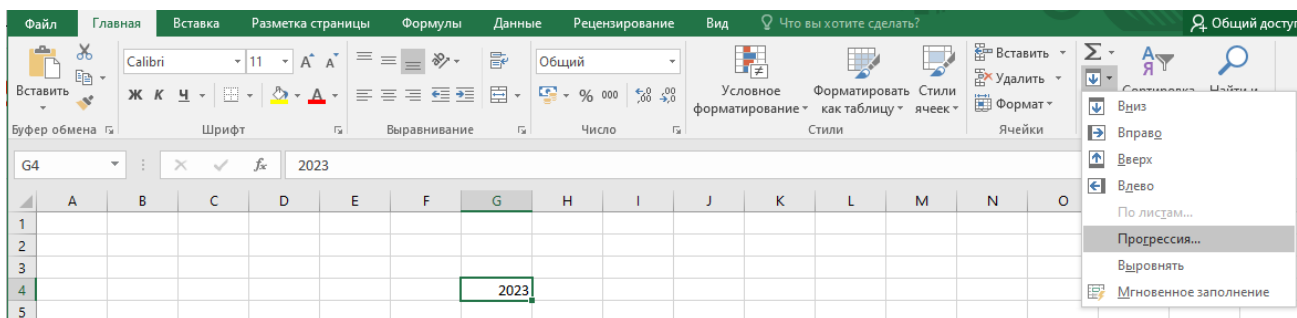 Файл Главная Вставка Разметка страницы Формулы Данные Рецензирование Вид Что вы хотите сделать? Общий доступ
Calibri 11 Общий Вставить
Вставить Удалить
Ж К Ч % 000 Условное форматирование Форматировать как таблицу Стили ячеек Формат
Буфер обмена Шрифт Выравнивание Число Стили Ячейки
Вниз
Вправо
Вверх
Влево
По листам...
Прогрессия...
Выровнять
Мгновенное заполнение
G4 fx 2023
A B C D E F G H I J K L M N O
1
2
3
4 2023
5